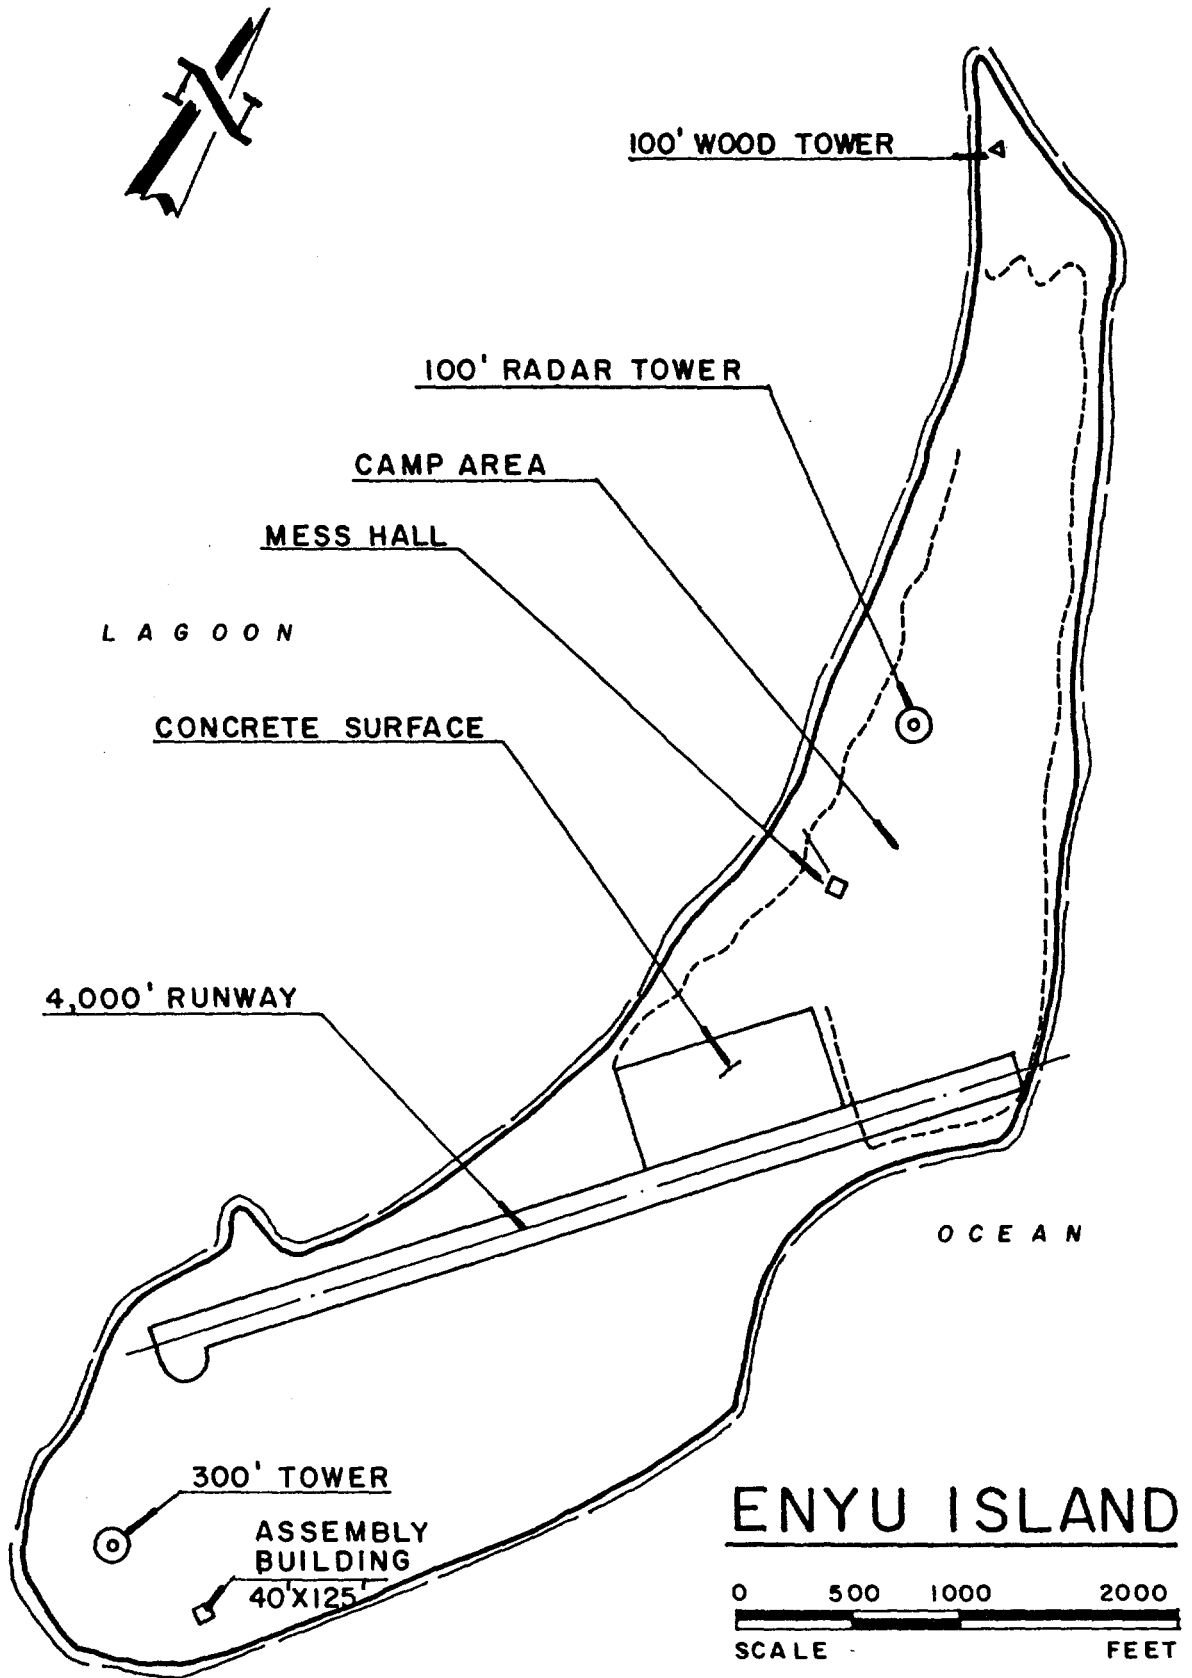 N
100' WOOD TOWER
100' RADAR TOWER
CAMP AREA
MESS HALL
LAGOON
CONCRETE SURFACE
4,000' RUNWAY
OCEAN
300' TOWER
ASSEMBLY
BUILDING
40'X125'
ENYU ISLAND
0 500 1000 2000
SCALE FEET